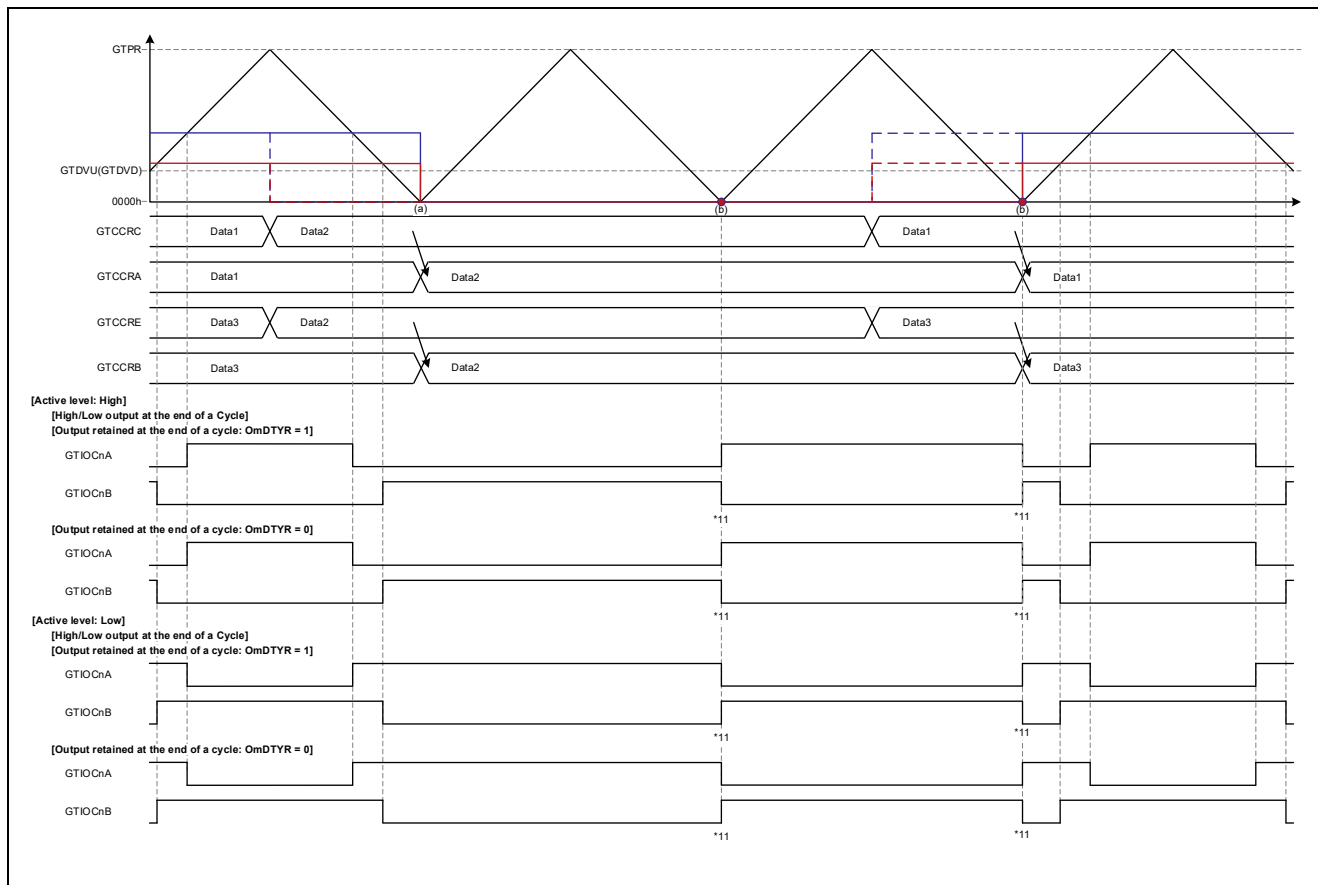 GTPR
GTDVU(GTDVD)
0000h
(a) (b) (b)
GTCCRC Data1 Data2 Data1
GTCCRA Data1 Data2 Data1
GTCCRE Data3 Data2 Data3
GTCCRB Data3 Data2 Data3
[Active level: High]
[High/Low output at the end of a Cycle]
[Output retained at the end of a cycle: OmDTYR = 1]
GTIOCnA
GTIOCnB
*11 *11
[Output retained at the end of a cycle: OmDTYR = 0]
GTIOCnA
GTIOCnB
*11 *11
[Active level: Low]
[High/Low output at the end of a Cycle]
[Output retained at the end of a cycle: OmDTYR = 1]
GTIOCnA
GTIOCnB
*11 *11
[Output retained at the end of a cycle: OmDTYR = 0]
GTIOCnA
GTIOCnB
*11 *11